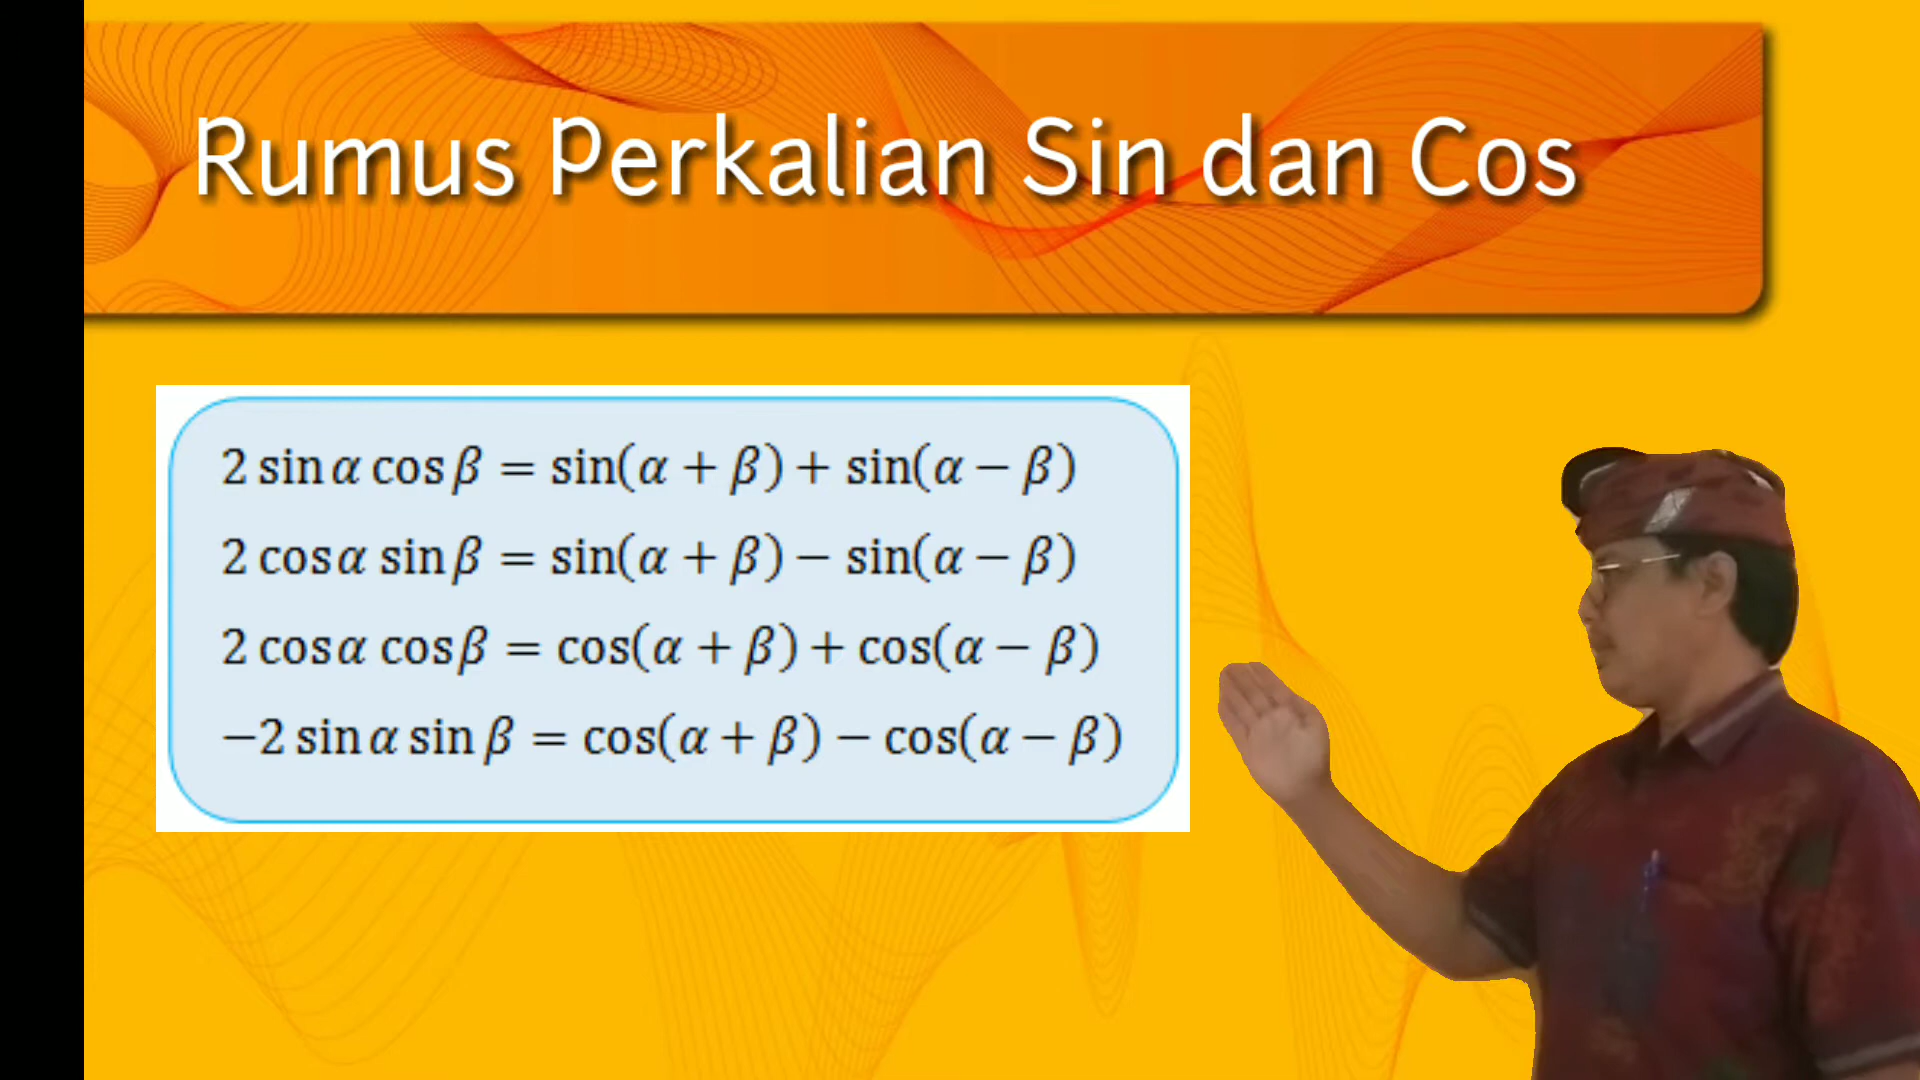 Rumus Perkalian Sin dan Cos
2 sin α cos β = sin(α + β) + sin(α − β)
2 cos α sin β = sin(α + β) − sin(α − β)
2 cos α cos β = cos(α + β) + cos(α − β)
−2 sin α sin β = cos(α + β) − cos(α − β)